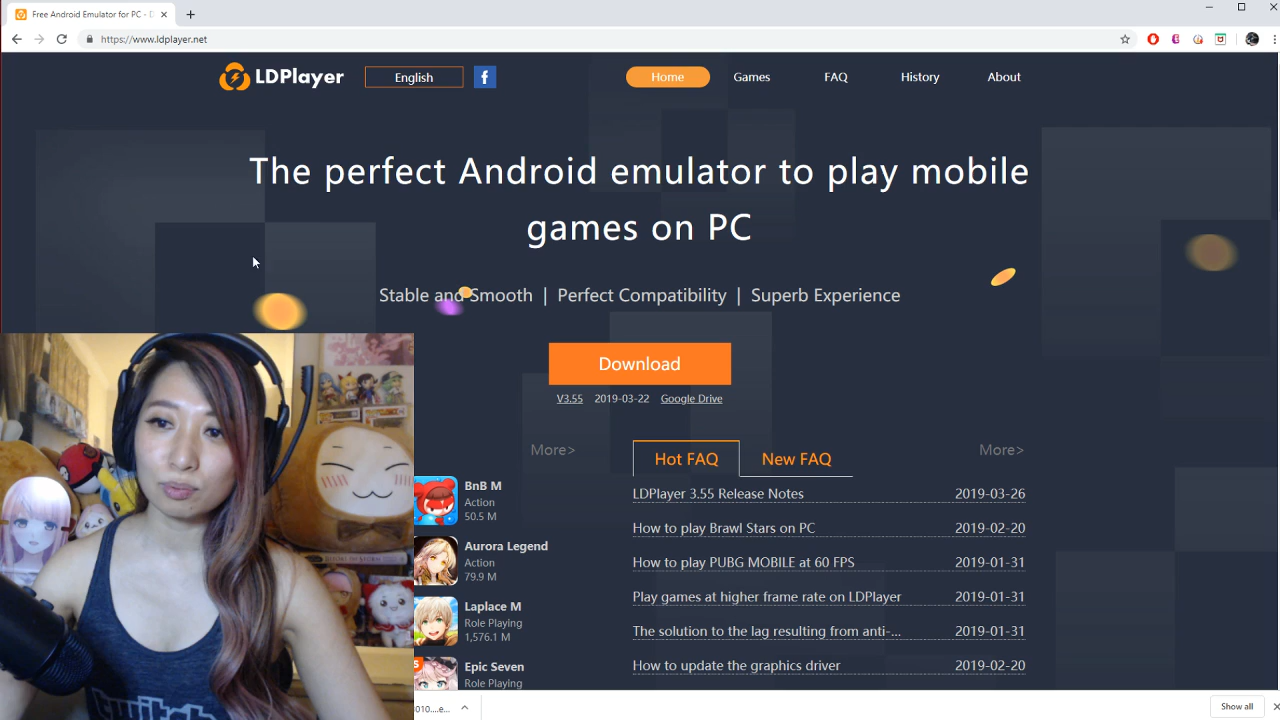 Free Android Emulator for PC - D
https://www.ldplayer.net
LDPlayer
English
Home
Games
FAQ
History
About
The perfect Android emulator to play mobile
games on PC
Stable and Smooth | Perfect Compatibility | Superb Experience
Download
V3.55 2019-03-22 Google Drive
More>
BnB M
Action
50.5 M
Aurora Legend
Action
79.9 M
Laplace M
Role Playing
1,576.1 M
Epic Seven
Role Playing
Hot FAQ
New FAQ
More>
LDPlayer 3.55 Release Notes 2019-03-26
How to play Brawl Stars on PC 2019-02-20
How to play PUBG MOBILE at 60 FPS 2019-01-31
Play games at higher frame rate on LDPlayer 2019-01-31
The solution to the lag resulting from anti-... 2019-01-31
How to update the graphics driver 2019-02-20
twitch
010....e...
Show all